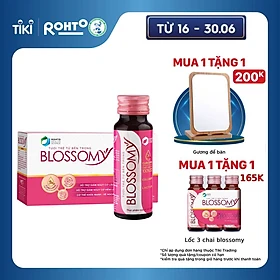 TIKI
ROHTO
TỪ 16 - 30.06
MUA 1 TẶNG 1
200K
Gương để bàn
BLOSSOMY
BLOSSOMY
MUA 1 TẶNG 1
165K
Lốc 3 chai blossomy
*Chỉ áp dụng đơn hàng thuộc Tiki Trading
*Số lượng quà tặng/coupon có hạn
*Kiểm tra quà tặng trong giỏ hàng trước khi thanh toán